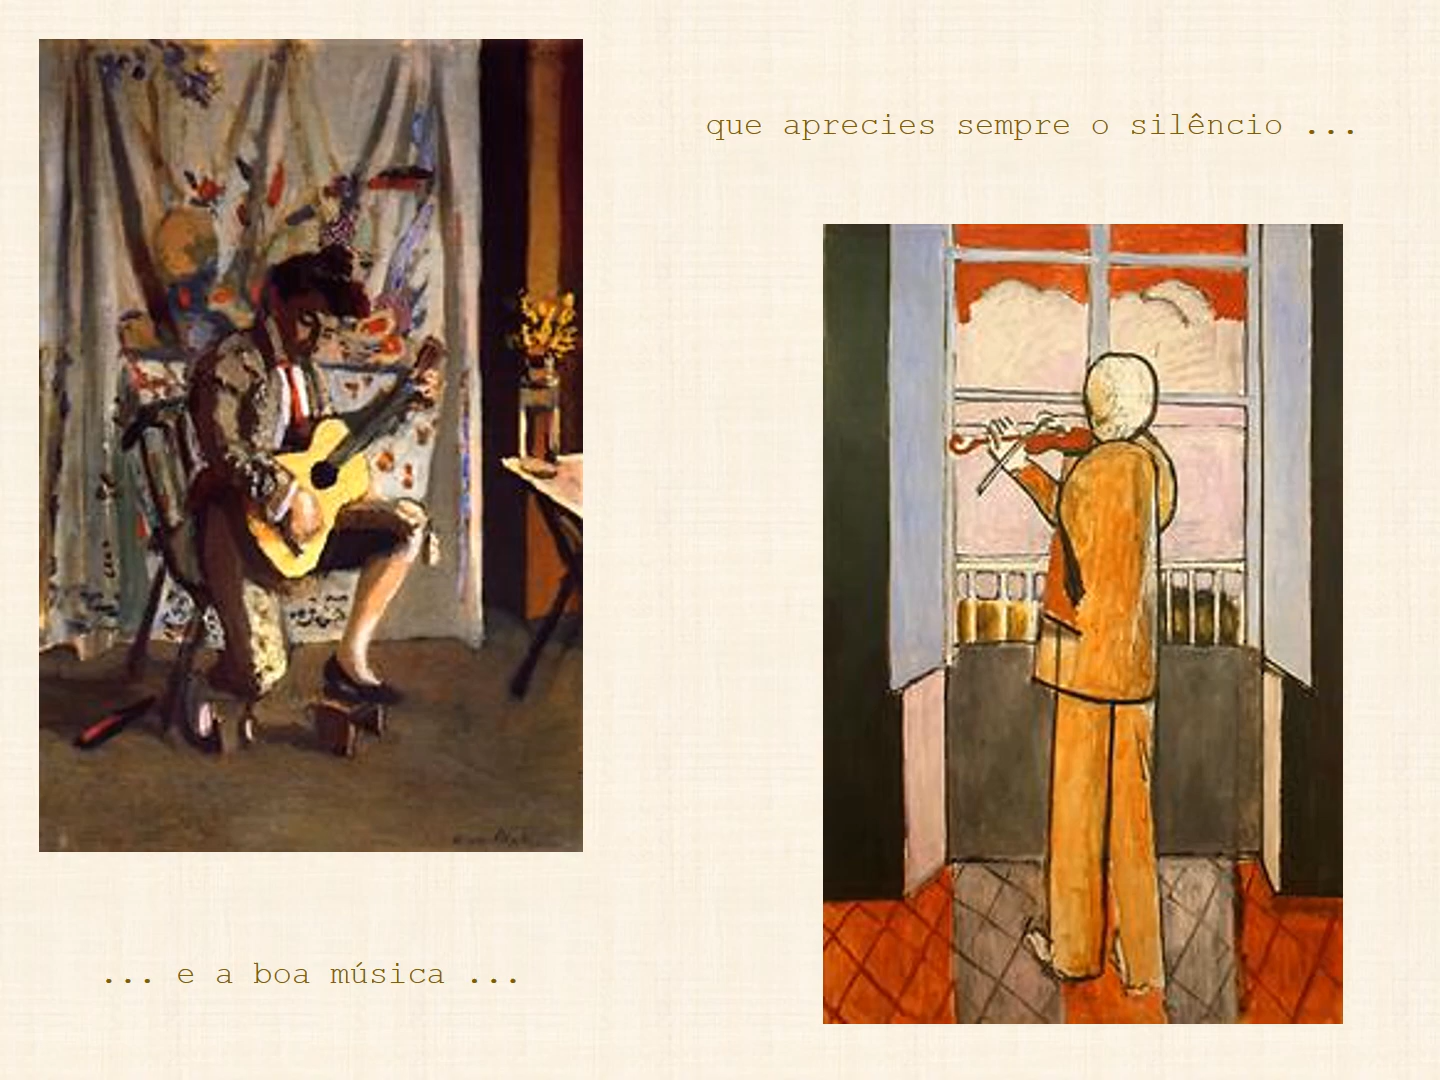 que aprecies sempre o silêncio ...
... e a boa música ...